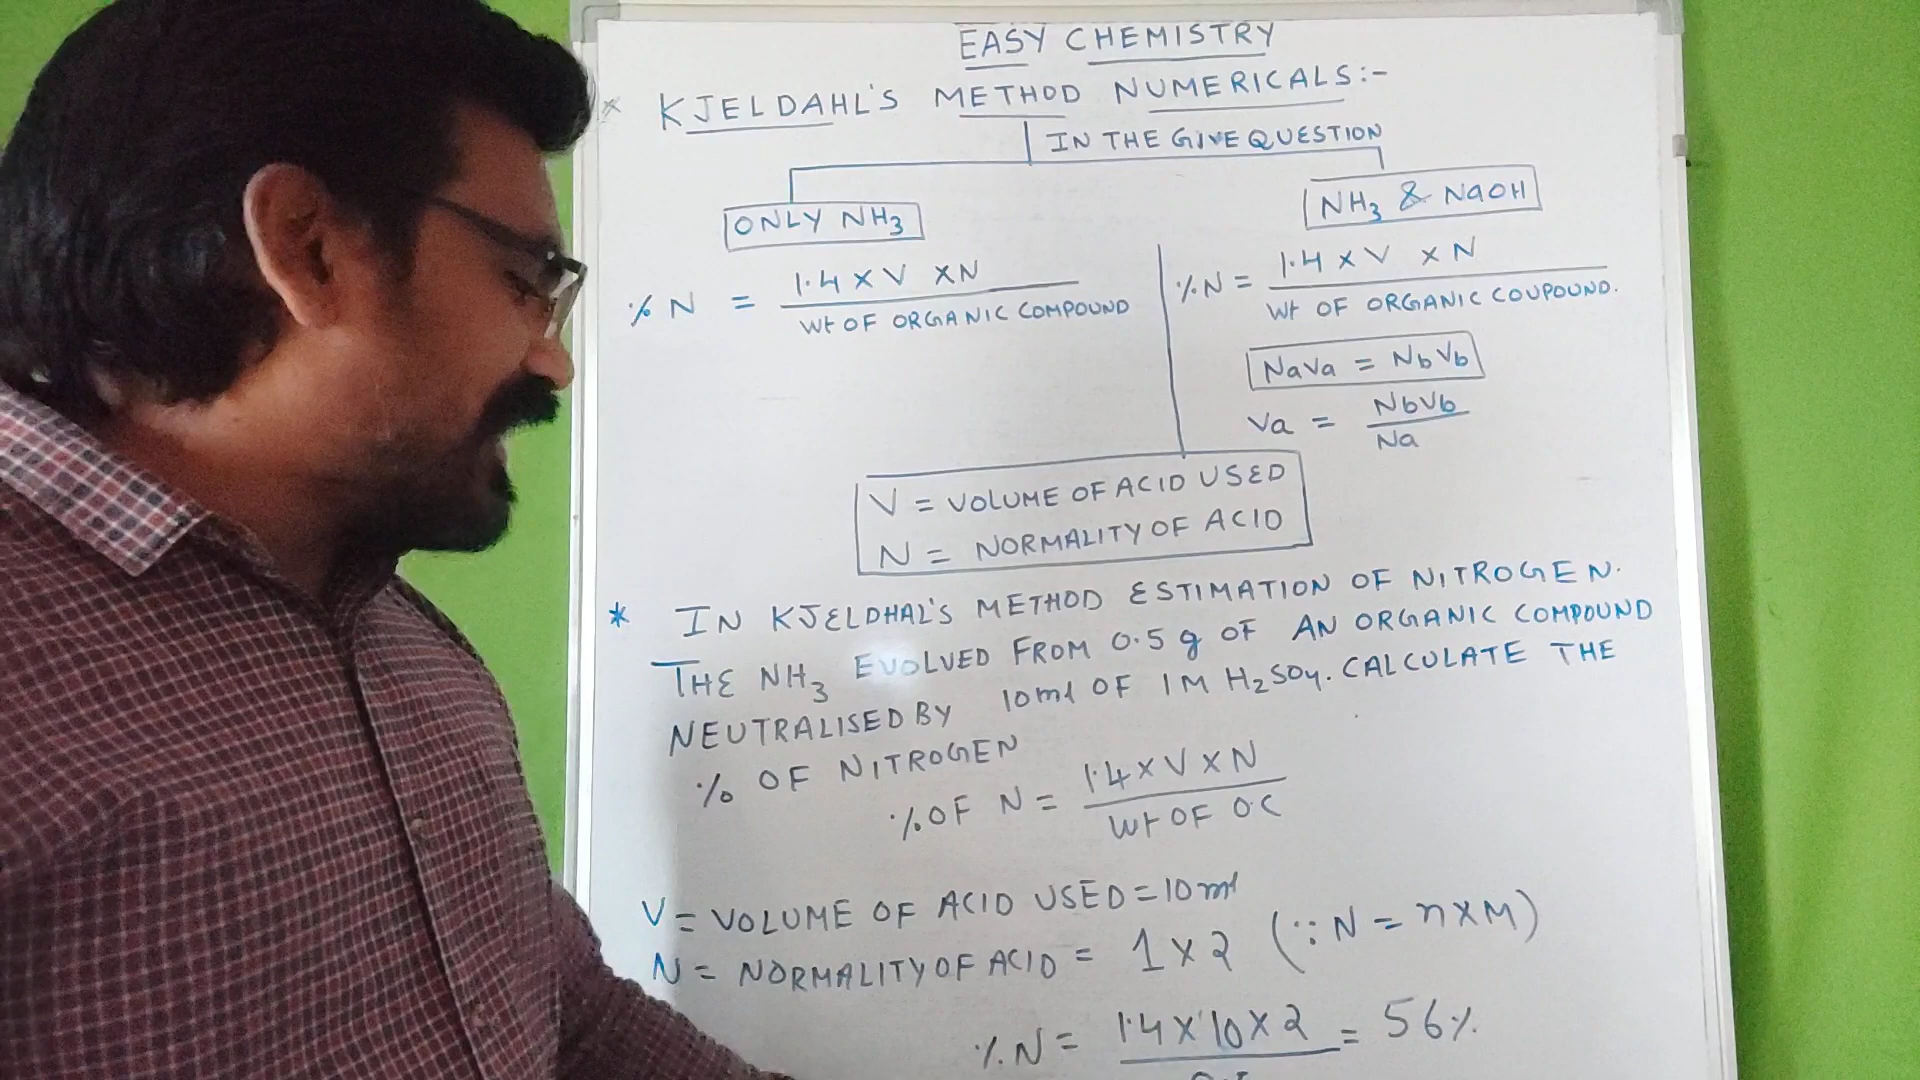 EASY CHEMISTRY
* KJELDAHL'S METHOD NUMERICALS:-
IN THE GIVE QUESTION
ONLY NH3
NH3 & NaOH
% N = 1.4 x V x N
Wt OF ORGANIC COMPOUND
% N = 1.4 x V x N
Wt OF ORGANIC COUPOUND.
NaVa = NbVb
Va = NbVb
Na
V = VOLUME OF ACID USED
N = NORMALITY OF ACID
* IN KJELDHAL'S METHOD ESTIMATION OF NITROGEN.
THE NH3 EVOLVED FROM 0.5 g OF AN ORGANIC COMPOUND
NEUTRALISED BY 10ml OF 1M H2SO4. CALCULATE THE
% OF NITROGEN
% OF N = 1.4 x V x N
Wt OF O.C
V = VOLUME OF ACID USED = 10 ml
N = NORMALITY OF ACID = 1 x 2 (∵ N = n x M)
% N = 1.4 x 10 x 2 = 56%